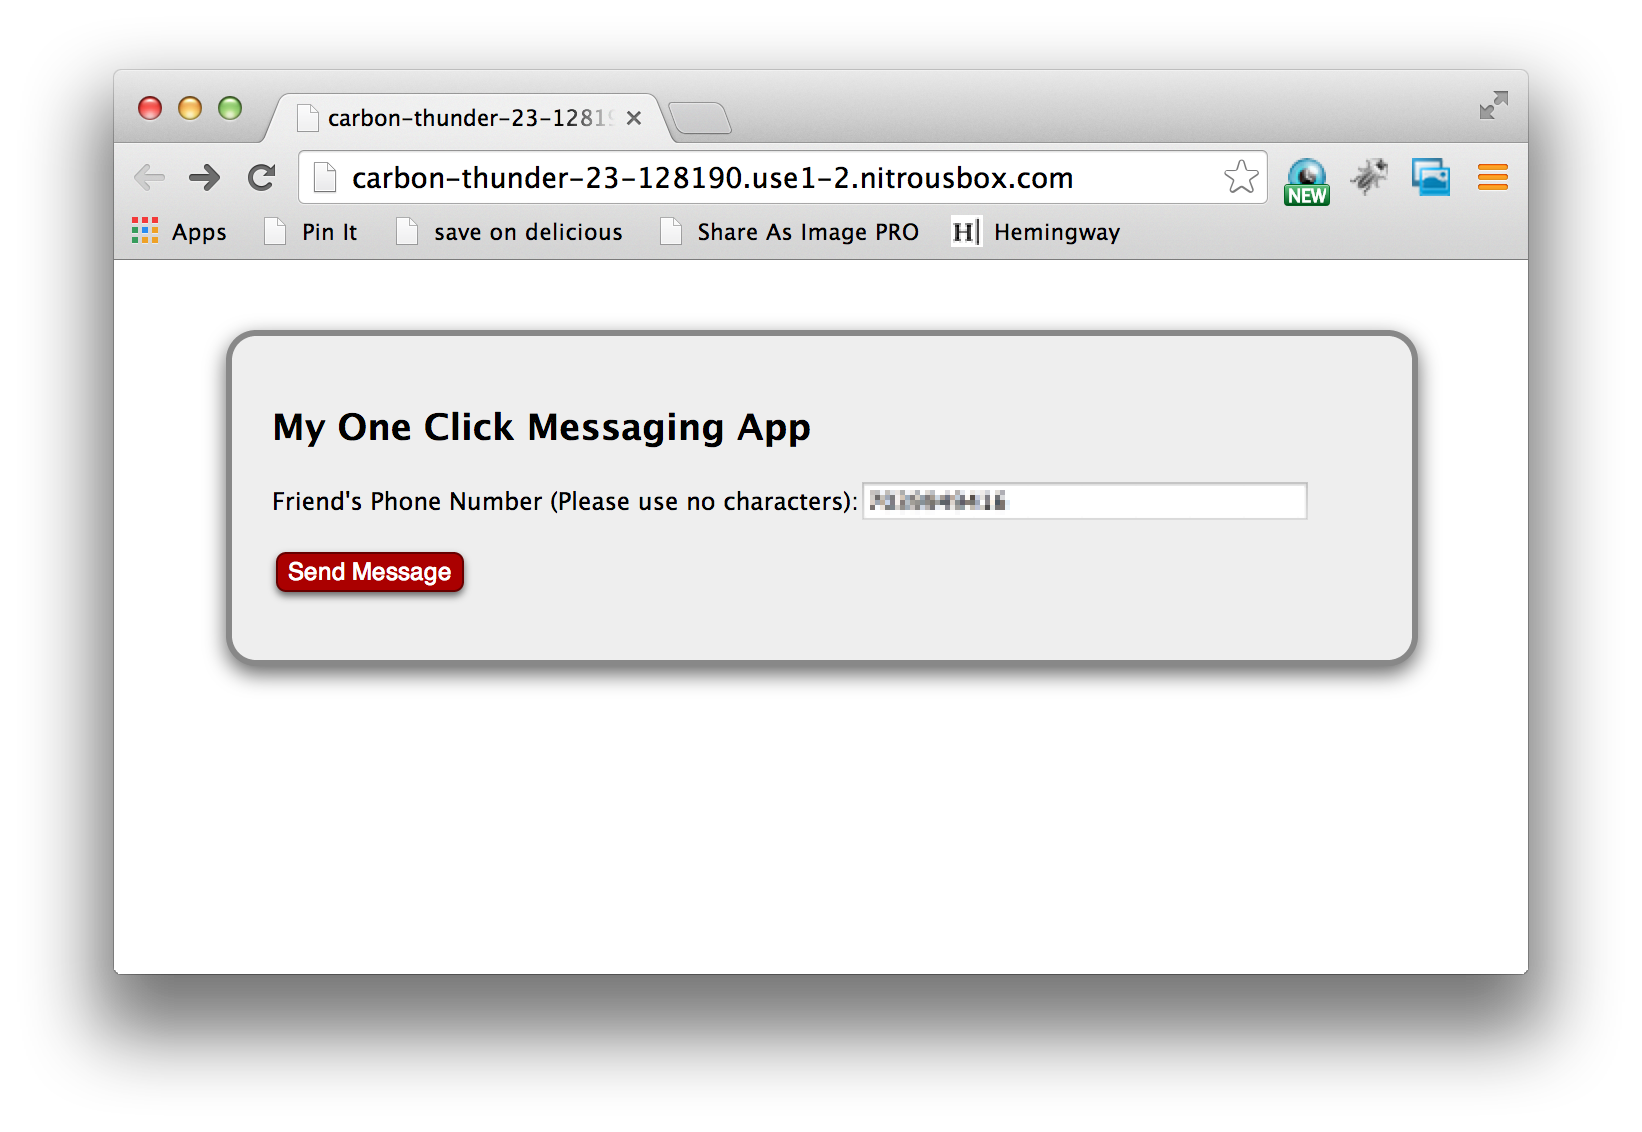 carbon-thunder-23-1281
carbon-thunder-23-128190.use1-2.nitrousbox.com
NEW
Apps Pin It save on delicious Share As Image PRO H Hemingway
My One Click Messaging App
Friend's Phone Number (Please use no characters):
Send Message